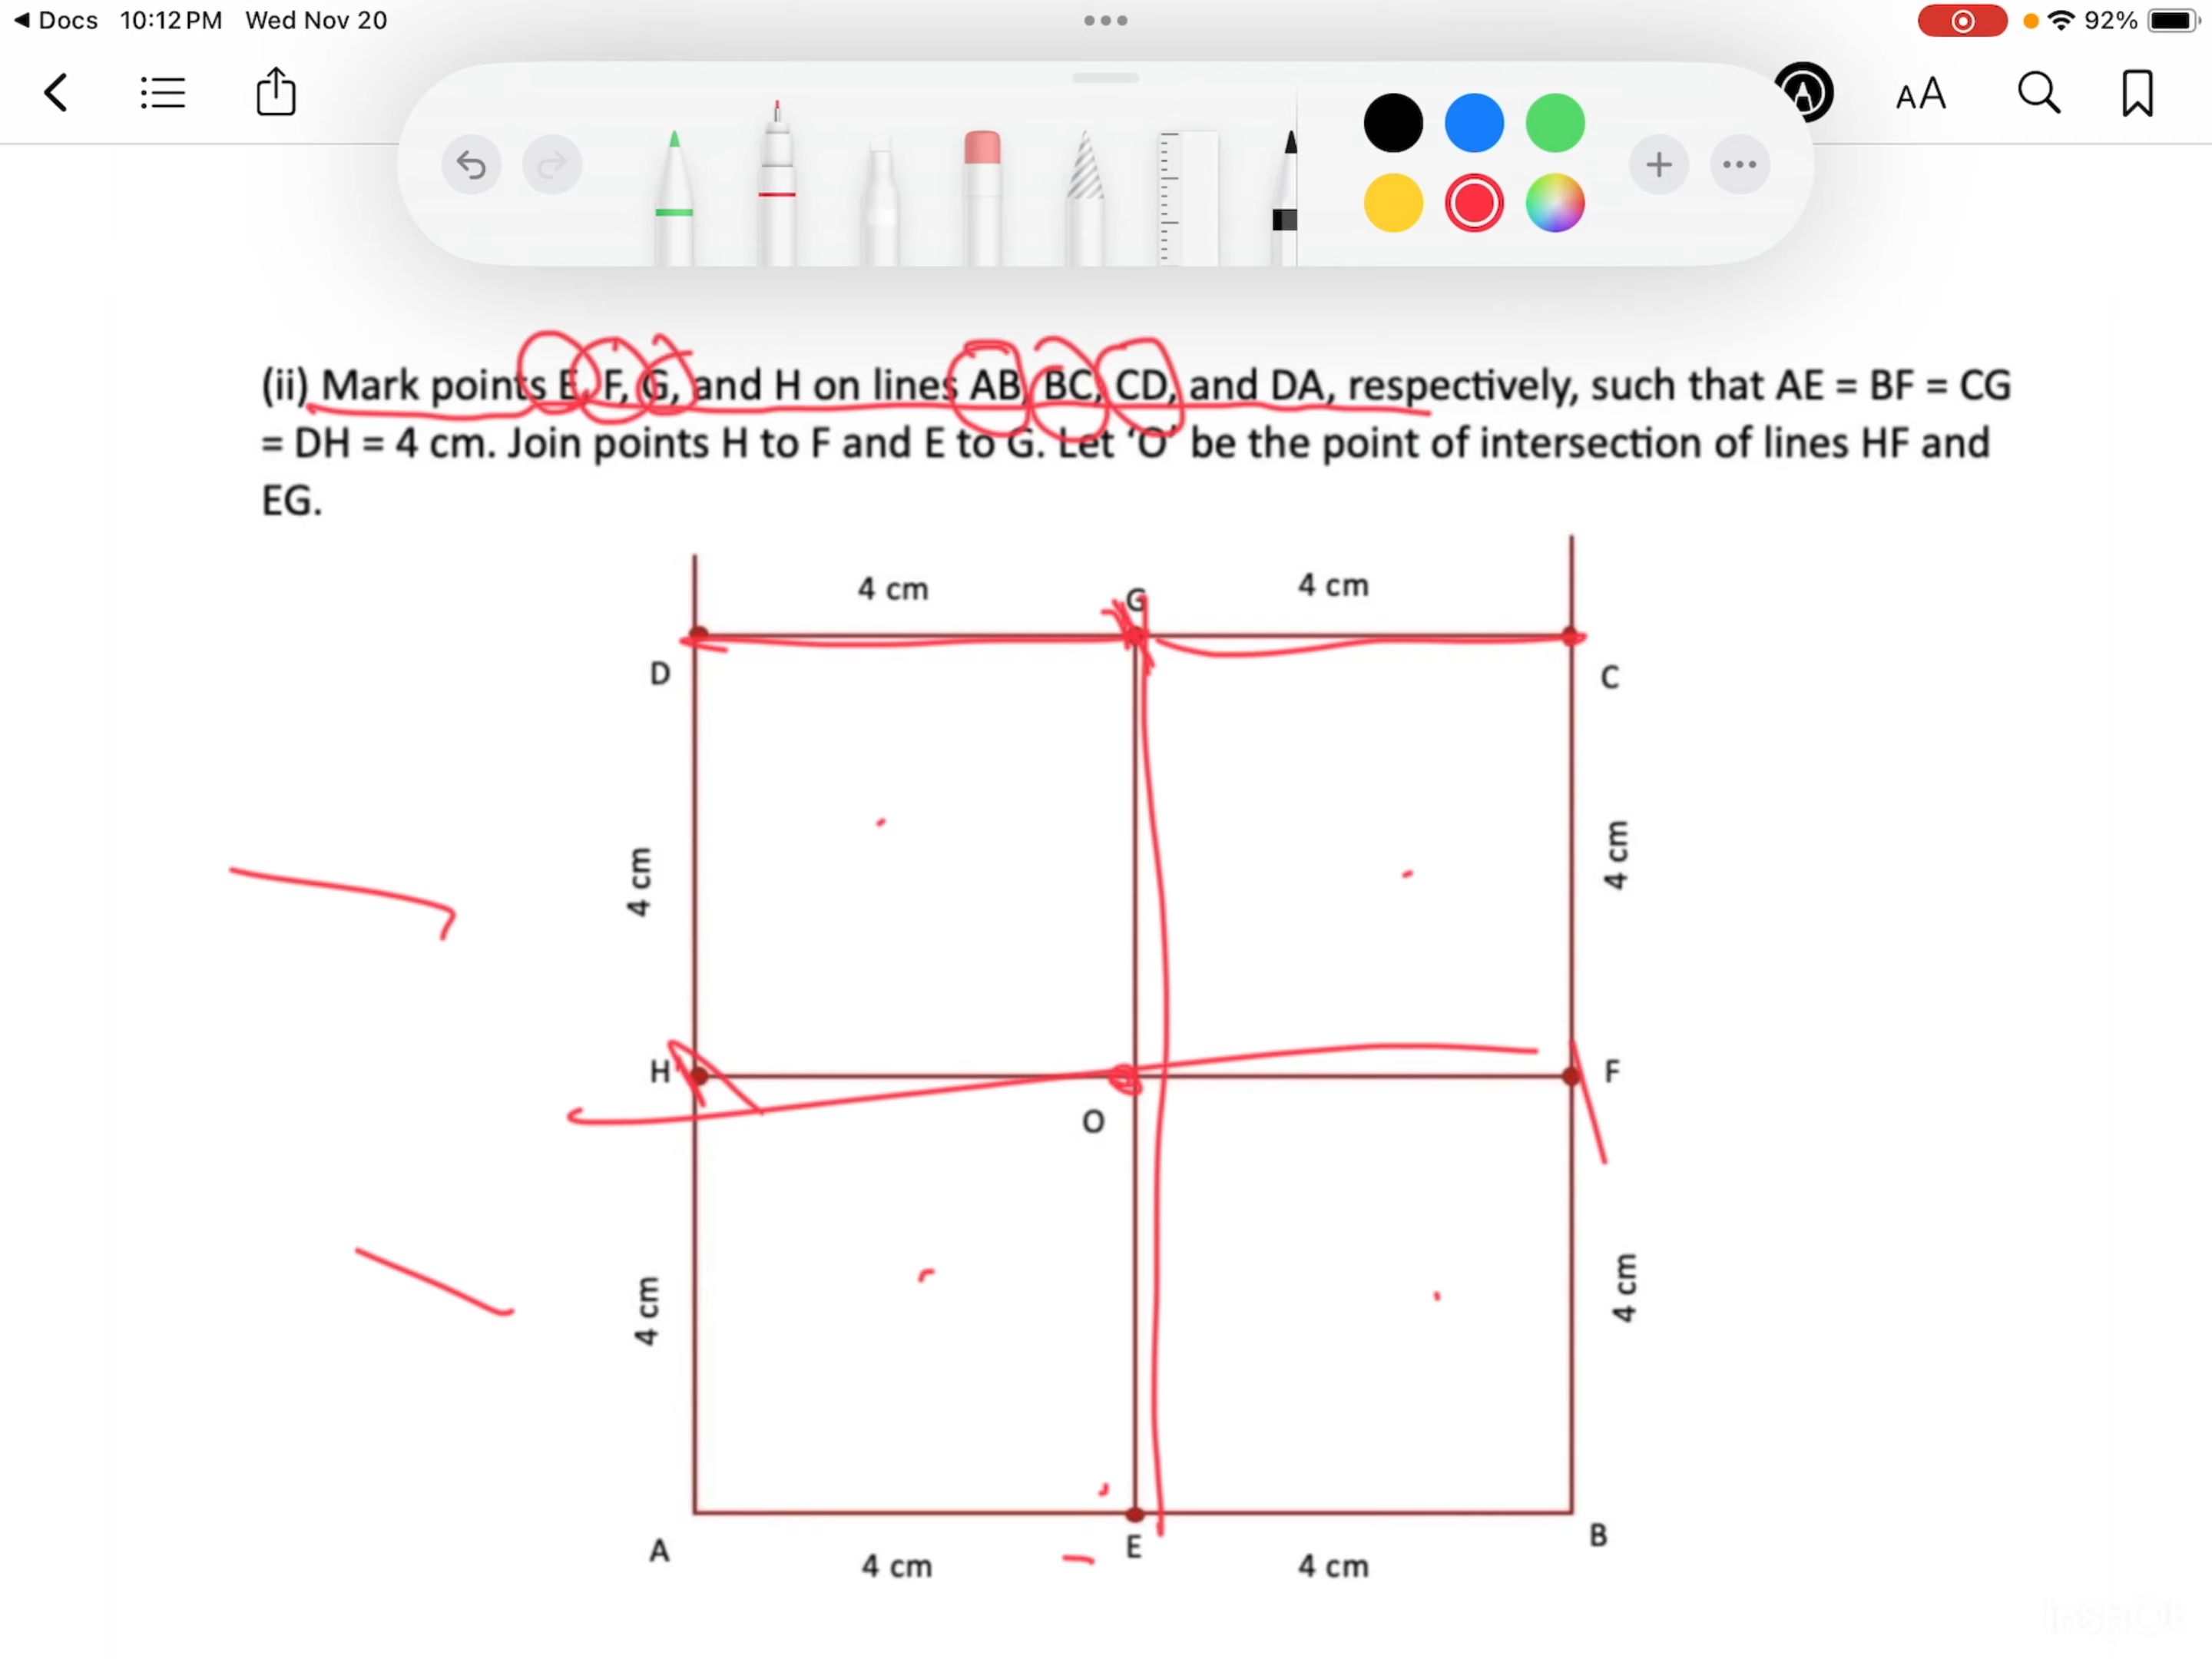 Docs 10:12 PM Wed Nov 20
92%
AA
(ii) Mark points E, F, G, and H on lines AB, BC, CD, and DA, respectively, such that AE = BF = CG
= DH = 4 cm. Join points H to F and E to G. Let ‘O’ be the point of intersection of lines HF and
EG.
4 cm G 4 cm
D C
4 cm 4 cm
H F
O
4 cm 4 cm
A E B
4 cm 4 cm